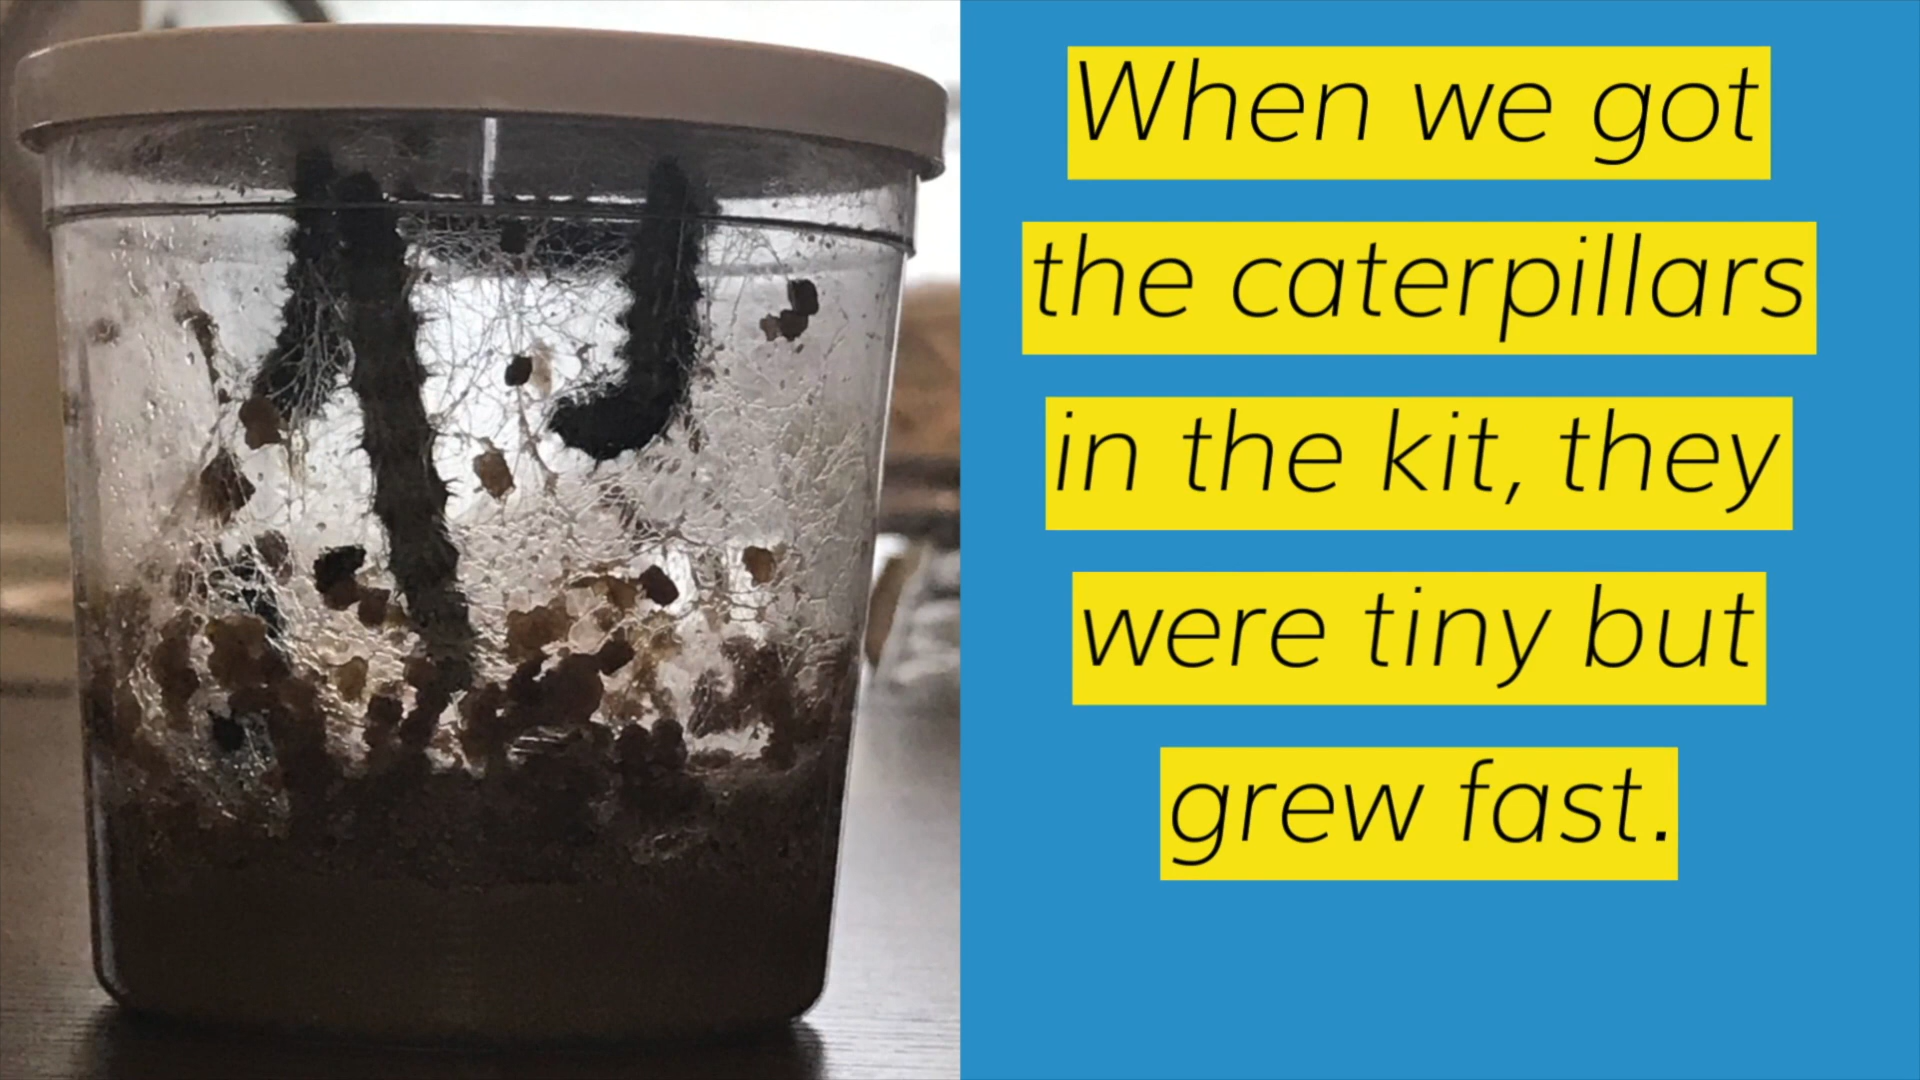 When we got
the caterpillars
in the kit, they
were tiny but
grew fast.